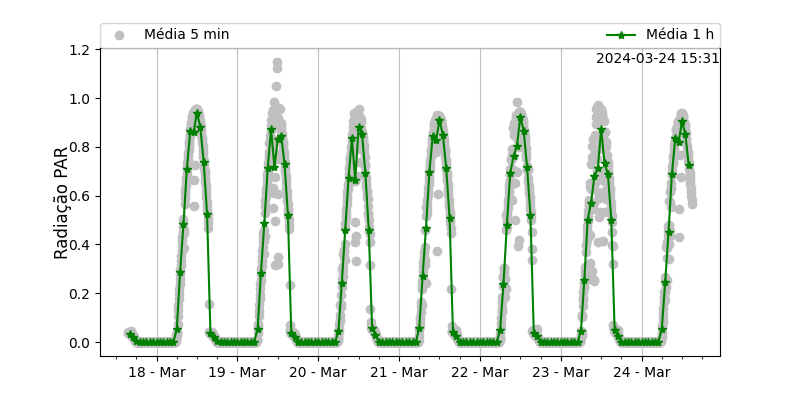 Média 5 min
Média 1 h
2024-03-24 15:31
1.2
1.0
0.8
0.6
0.4
0.2
0.0
Radiação PAR
18 - Mar
19 - Mar
20 - Mar
21 - Mar
22 - Mar
23 - Mar
24 - Mar